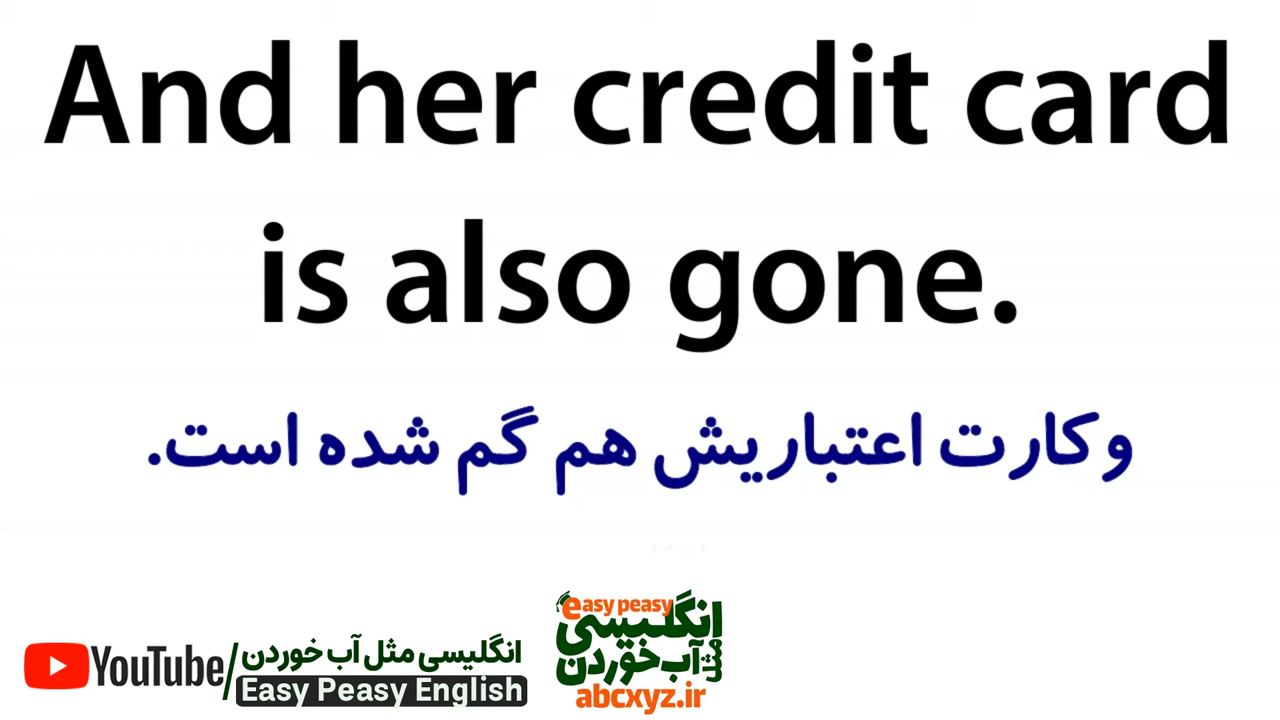 And her credit card
is also gone.
و کارت اعتباریش هم گم شده است.
YouTube/انگلیسی مثل آب خوردن
Easy Peasy English
easy peasy
انگلیسی
مثل
آب خوردن
abcxyz.ir